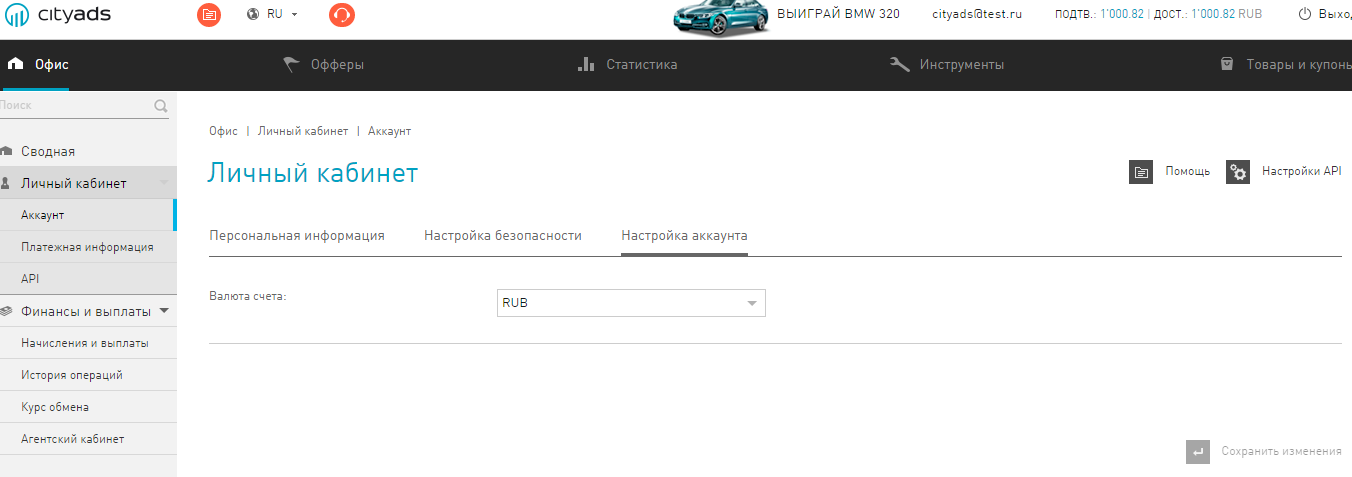 cityads
RU
ВЫИГРАЙ BMW 320
cityads@test.ru
ПОДТВ.: 1'000.82 | ДОСТ.: 1'000.82 RUB
Выхо
Офис
Офферы
Статистика
Инструменты
Товары и купоны
Поиск
Сводная
Личный кабинет
Аккаунт
Платежная информация
API
Финансы и выплаты
Начисления и выплаты
История операций
Курс обмена
Агентский кабинет
Офис | Личный кабинет | Аккаунт
Личный кабинет
Помощь
Настройки API
Персональная информация
Настройка безопасности
Настройка аккаунта
Валюта счета:
RUB
Сохранить изменения